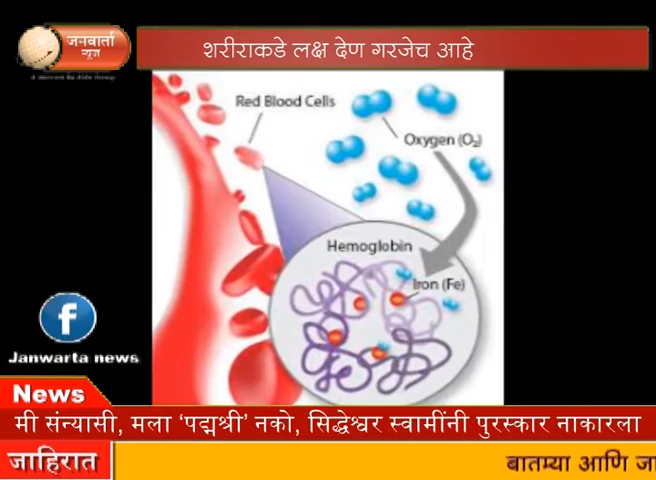 जनवार्ता
न्यूज
शरीराकडे लक्ष देण गरजेच आहे
Red Blood Cells
Oxygen (O₂)
Hemoglobin
Iron (Fe)
f
Janwarta news
News
मी संन्यासी, मला ‘पद्मश्री’ नको, सिद्धेश्वर स्वामींनी पुरस्कार नाकारला
जाहिरात
बातम्या आणि जा